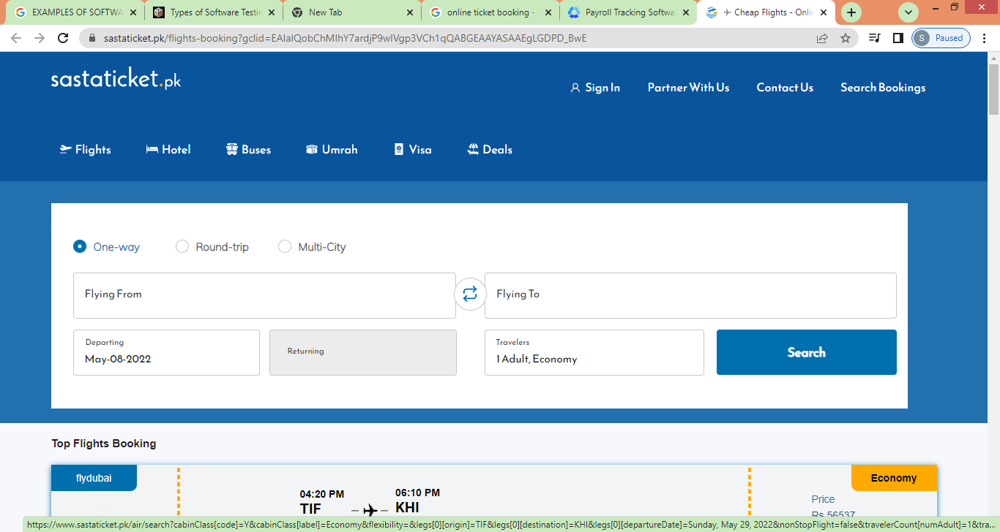 EXAMPLES OF SOFTWA
Types of Software Testin
New Tab
online ticket booking -
Payroll Tracking Softwa
✈ Cheap Flights - Onli
sastaticket.pk/flights-booking?gclid=EAIaIQobChMIhY7ardjP9wIVgp3VCh1qQABGEAAYASAAEgLGDPD_BwE
S Paused
sastaticket.pk
Sign In Partner With Us Contact Us Search Bookings
Flights Hotel Buses Umrah Visa Deals
One-way Round-trip Multi-City
Flying From Flying To
Departing
May-08-2022
Returning
Travelers
1 Adult, Economy
Search
Top Flights Booking
flydubai
04:20 PM
TIF
06:10 PM
KHI
Economy
Price
Rs 56537
https://www.sastaticket.pk/air/search?cabinClass[code]=Y&cabinClass[label]=Economy&flexibility=&legs[0][origin]=TIF&legs[0][destination]=KHI&legs[0][departureDate]=Sunday, May 29, 2022&nonStopFlight=false&travelerCount[numAdult]=1&tra...